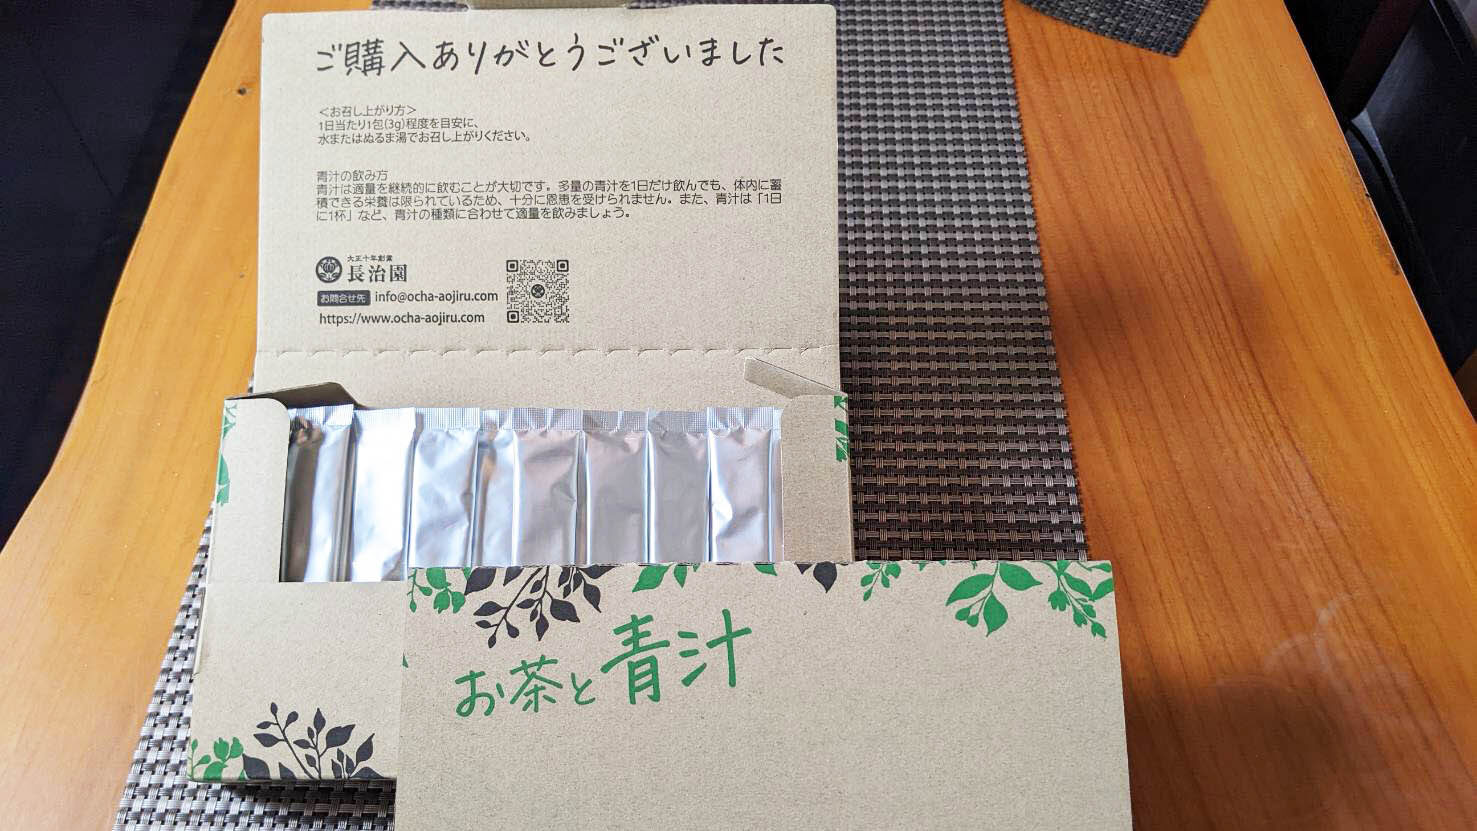 ご購入ありがとうございました
＜お召し上がり方＞
1日当たり1包(3g)程度を目安に、
水またはぬるま湯でお召し上がりください。
青汁の飲み方
青汁は適量を継続的に飲むことが大切です。多量の青汁を1日だけ飲んでも、体内に蓄
積できる栄養は限られているため、十分に恩恵を受けられません。また、青汁は「1日
に1杯」など、青汁の種類に合わせて適量を飲みましょう。
大正十年創業
長治園
お問合せ先 info@ocha-aojiru.com
https://www.ocha-aojiru.com
お茶と青汁